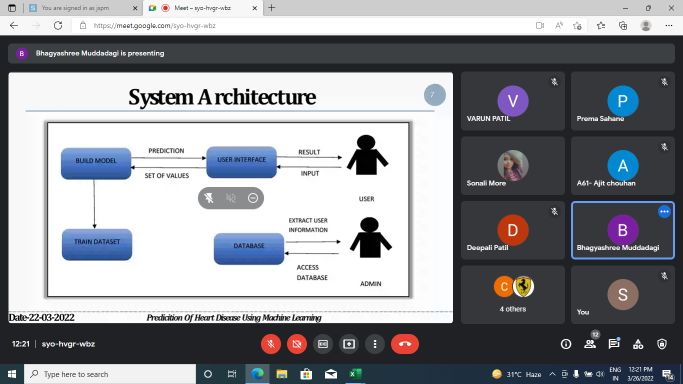 You are signed in as japm
Meet – syo-hvgr-wbz
https://meet.google.com/syo-hvgr-wbz
B
Bhagyashree Muddadagi is presenting
System Architecture
7
BUILD MODEL
PREDICTION
SET OF VALUES
USER INTERFACE
RESULT
INPUT
USER
TRAIN DATASET
DATABASE
EXTRACT USER
INFORMATION
ACCESS
DATABASE
ADMIN
Date-22-03-2022
Predicition Of Heart Disease Using Machine Learning
V
VARUN PATIL
P
Prema Sahane
Sonali More
A
A61- Ajit chouhan
D
Deepali Patil
B
Bhagyashree Muddadagi
C
4 others
S
You
12:21
syo-hvgr-wbz
12
Type here to search
31°C Haze
ENG
IN
12:21 PM
3/26/2022